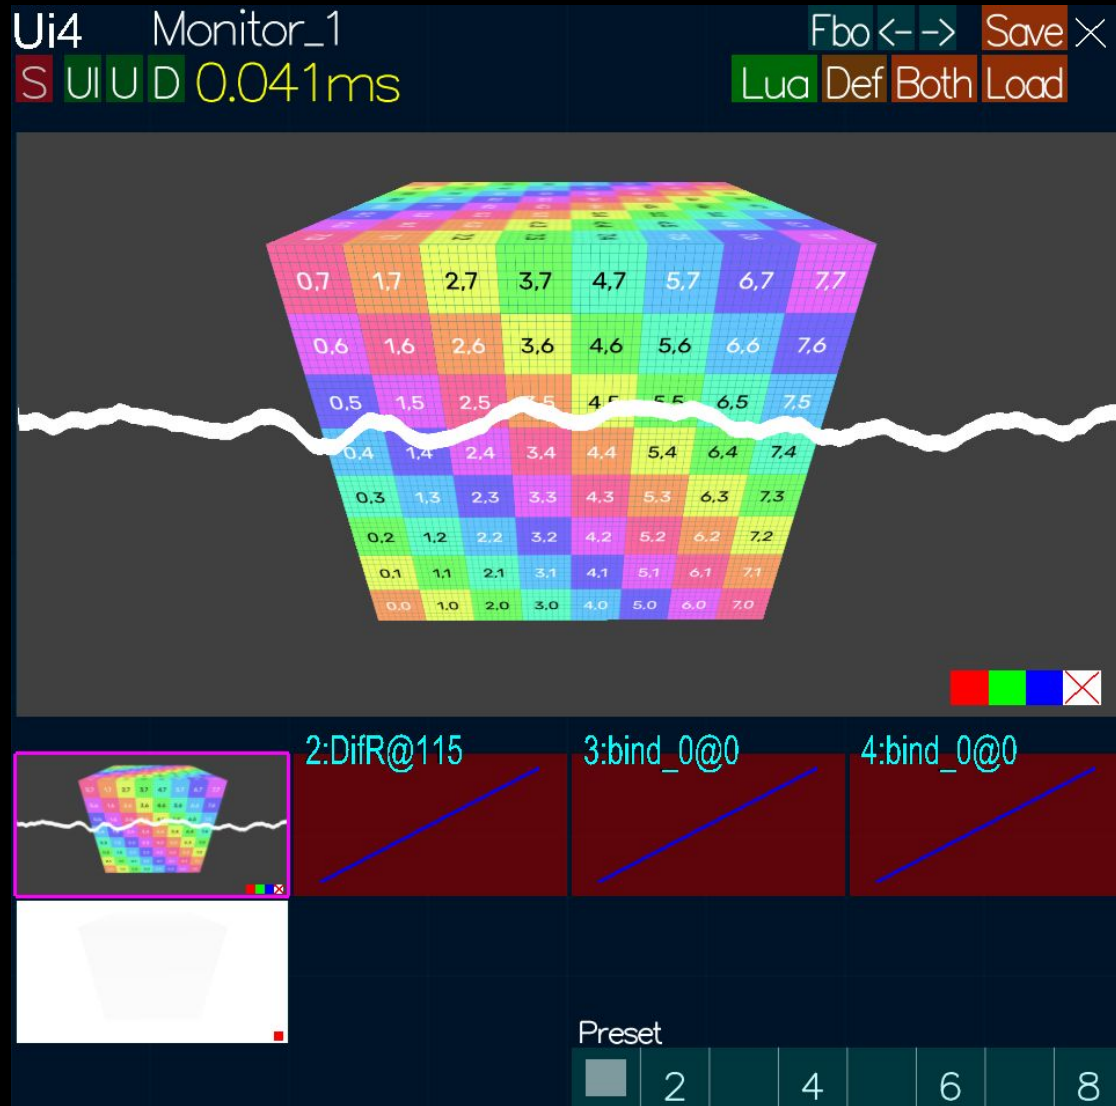 Ui4 Monitor_1 Fbo <- -> Save
S UI U D 0.041ms Lua Def Both Load
0,7 1,7 2,7 3,7 4,7 5,7 6,7 7,7
0,6 1,6 2,6 3,6 4,6 5,6 6,6 7,6
0,5 1,5 2,5 6,5 7,5
0,4 1,4 2,4 3,4 4,4 5,4 6,4 7,4
0,3 1,3 2,3 3,3 4,3 5,3 6,3 7,3
0,2 1,2 2,2 3,2 4,2 5,2 6,2 7,2
0,1 1,1 2,1 3,1 4,1 5,1 6,1 7,1
0,0 1,0 2,0 3,0 4,0 5,0 6,0 7,0
2:DifR@115 3:bind_0@0 4:bind_0@0
Preset
2 4 6 8